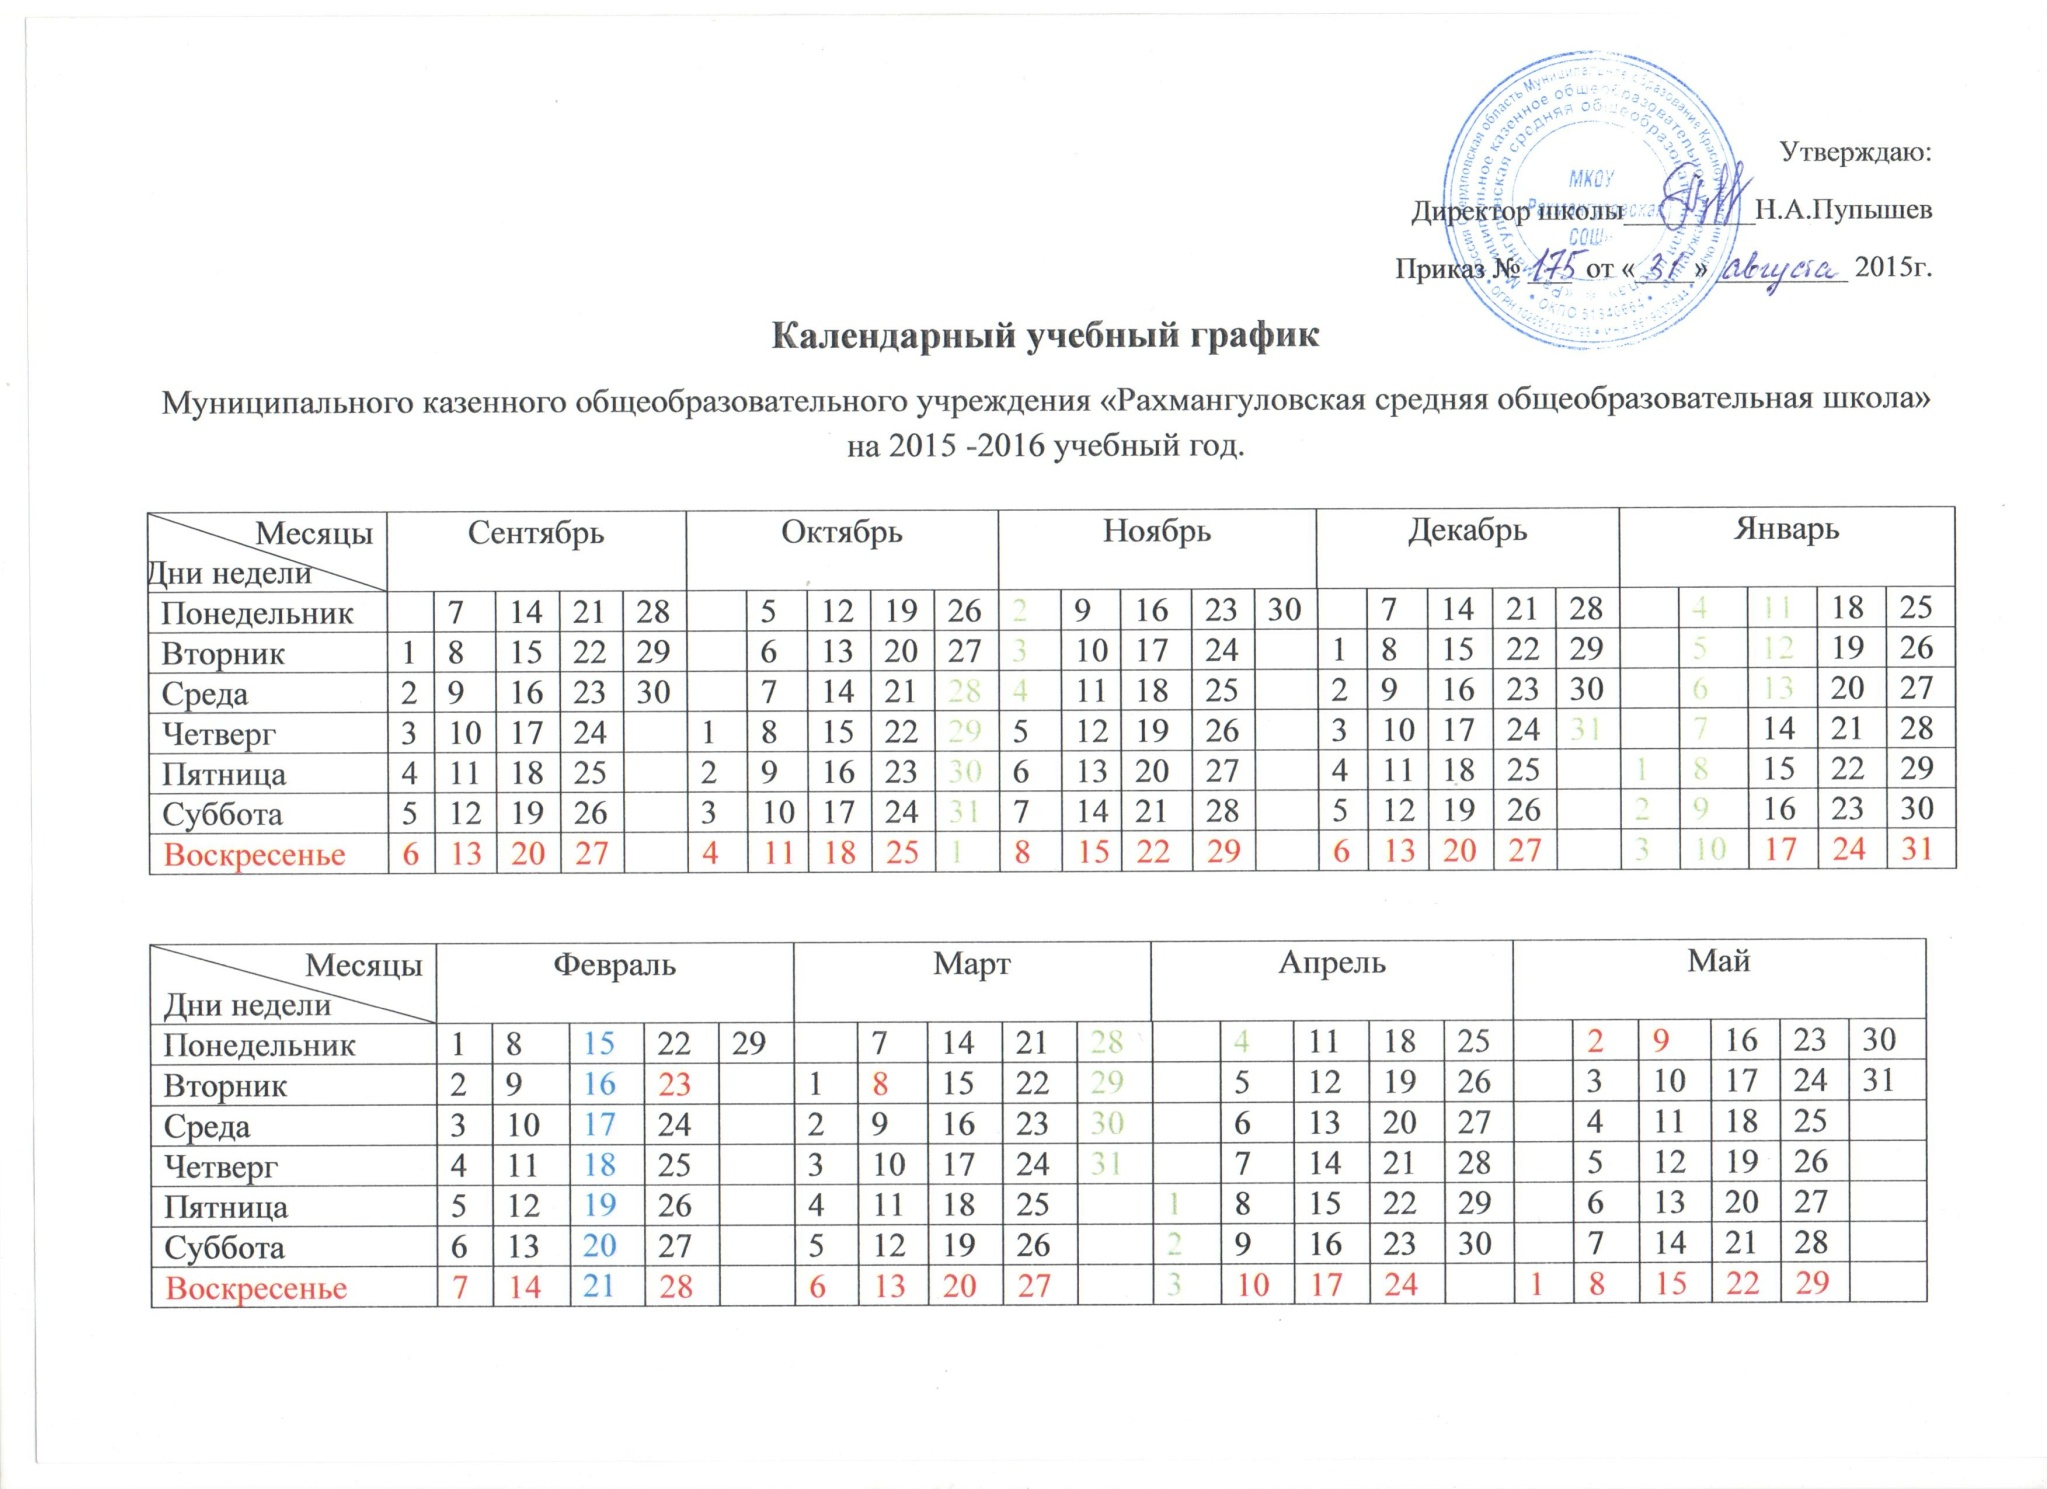 Утверждаю:
Директор школы__________Н.А.Пупышев
Приказ № 175 от « 31 » августа 2015г.
МКОУ
Рахмангуловская
СОШ
Календарный учебный график
Муниципального казенного общеобразовательного учреждения «Рахмангуловская средняя общеобразовательная школа»
на 2015 -2016 учебный год.
Месяцы Сентябрь Октябрь Ноябрь Декабрь Январь
Дни недели
Понедельник 7 14 21 28 5 12 19 26 2 9 16 23 30 7 14 21 28 4 11 18 25
Вторник 1 8 15 22 29 6 13 20 27 3 10 17 24 1 8 15 22 29 5 12 19 26
Среда 2 9 16 23 30 7 14 21 28 4 11 18 25 2 9 16 23 30 6 13 20 27
Четверг 3 10 17 24 1 8 15 22 29 5 12 19 26 3 10 17 24 31 7 14 21 28
Пятница 4 11 18 25 2 9 16 23 30 6 13 20 27 4 11 18 25 1 8 15 22 29
Суббота 5 12 19 26 3 10 17 24 31 7 14 21 28 5 12 19 26 2 9 16 23 30
Воскресенье 6 13 20 27 4 11 18 25 1 8 15 22 29 6 13 20 27 3 10 17 24 31
Месяцы Февраль Март Апрель Май
Дни недели
Понедельник 1 8 15 22 29 7 14 21 28 4 11 18 25 2 9 16 23 30
Вторник 2 9 16 23 1 8 15 22 29 5 12 19 26 3 10 17 24 31
Среда 3 10 17 24 2 9 16 23 30 6 13 20 27 4 11 18 25
Четверг 4 11 18 25 3 10 17 24 31 7 14 21 28 5 12 19 26
Пятница 5 12 19 26 4 11 18 25 1 8 15 22 29 6 13 20 27
Суббота 6 13 20 27 5 12 19 26 2 9 16 23 30 7 14 21 28
Воскресенье 7 14 21 28 6 13 20 27 3 10 17 24 1 8 15 22 29